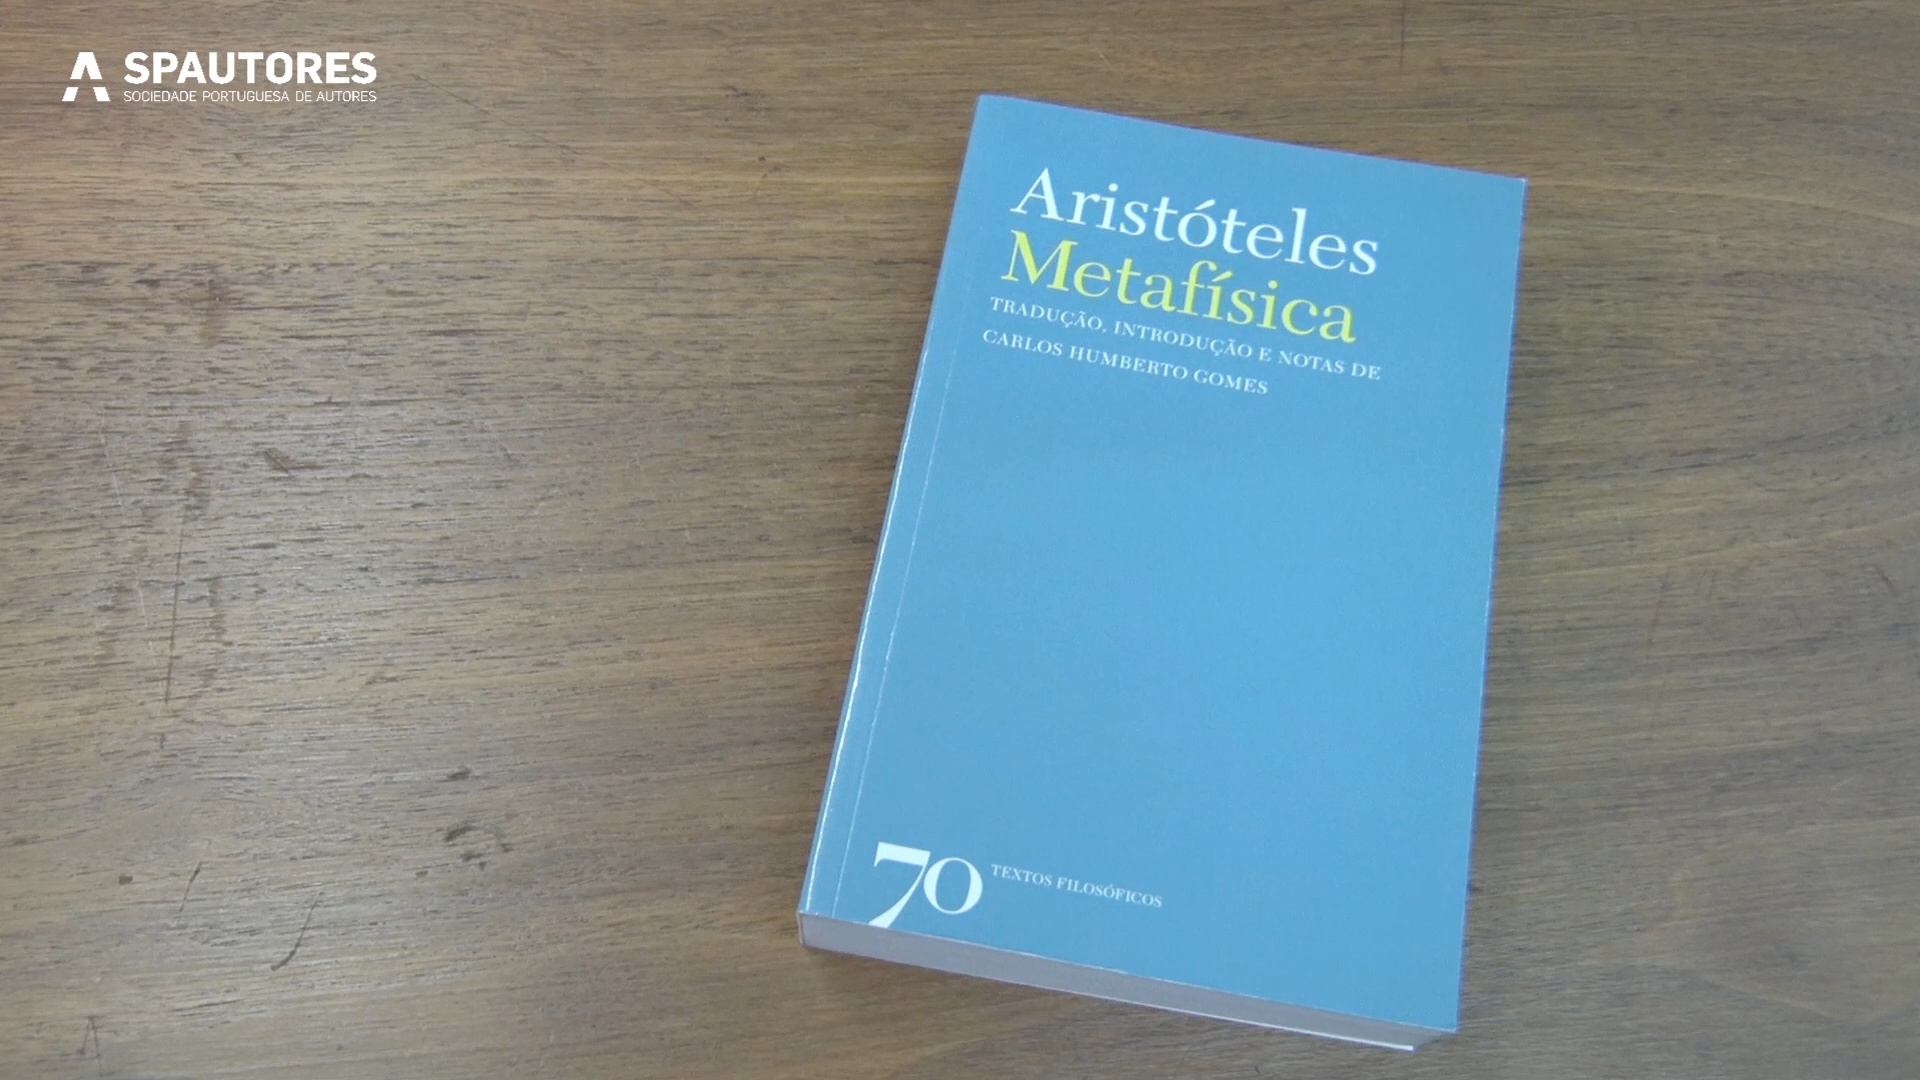 SPAUTORES
SOCIEDADE PORTUGUESA DE AUTORES
Aristóteles
Metafísica
TRADUÇÃO, INTRODUÇÃO E NOTAS DE
CARLOS HUMBERTO GOMES
70 TEXTOS FILOSÓFICOS